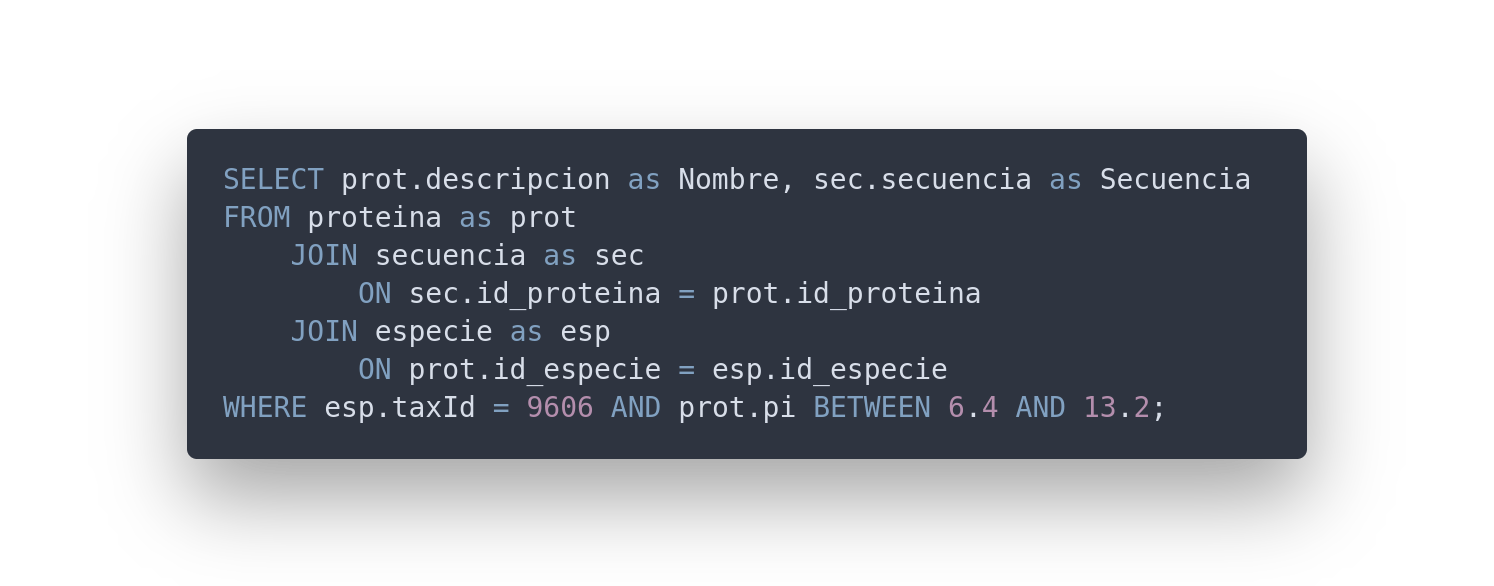 SELECT prot.descripcion as Nombre, sec.secuencia as Secuencia
FROM proteina as prot
    JOIN secuencia as sec
        ON sec.id_proteina = prot.id_proteina
    JOIN especie as esp
        ON prot.id_especie = esp.id_especie
WHERE esp.taxId = 9606 AND prot.pi BETWEEN 6.4 AND 13.2;